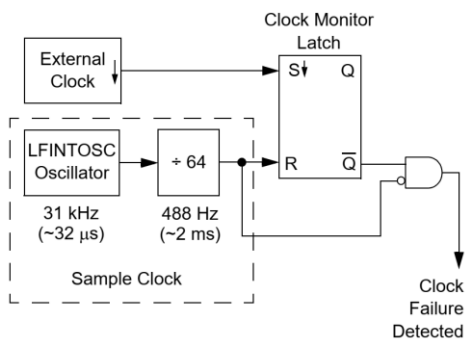 Clock Monitor
Latch
External
Clock
S
Q
LFINTOSC
Oscillator
÷ 64
R
Q̅
31 kHz
(~32 μs)
488 Hz
(~2 ms)
Sample Clock
Clock
Failure
Detected